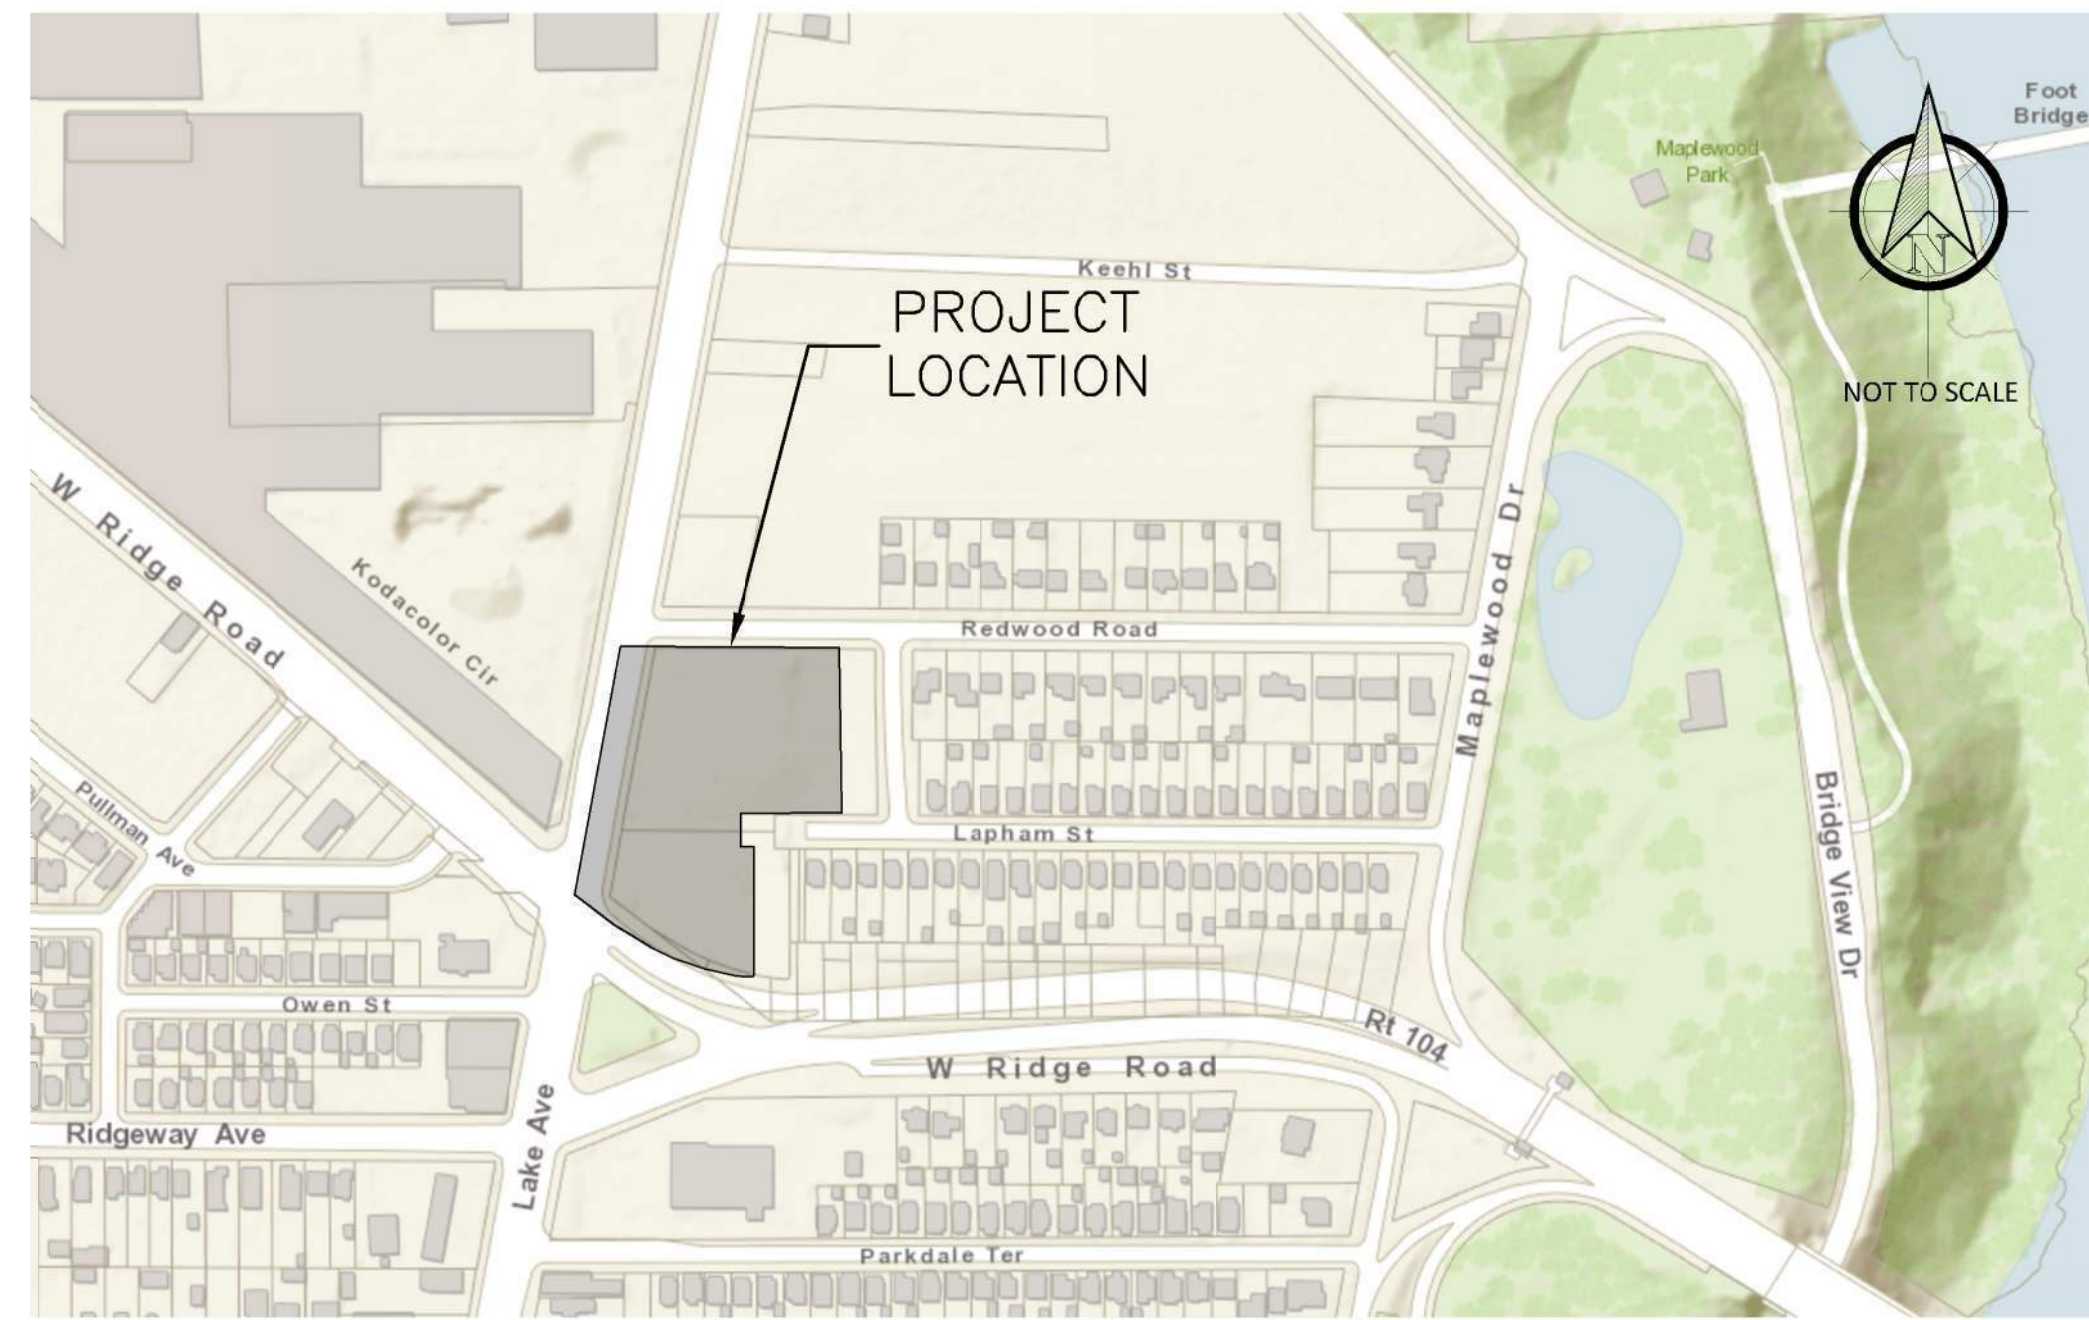 Foot
Bridge
Maplewood
Park
N
Keehl St
PROJECT
LOCATION
NOT TO SCALE
W Ridge Road
Kodacolor Cir
Maplewood Dr
Redwood Road
Pullman Ave
Lapham St
Bridge View Dr
Owen St
Rt 104
W Ridge Road
Ridgeway Ave
Lake Ave
Parkdale Ter